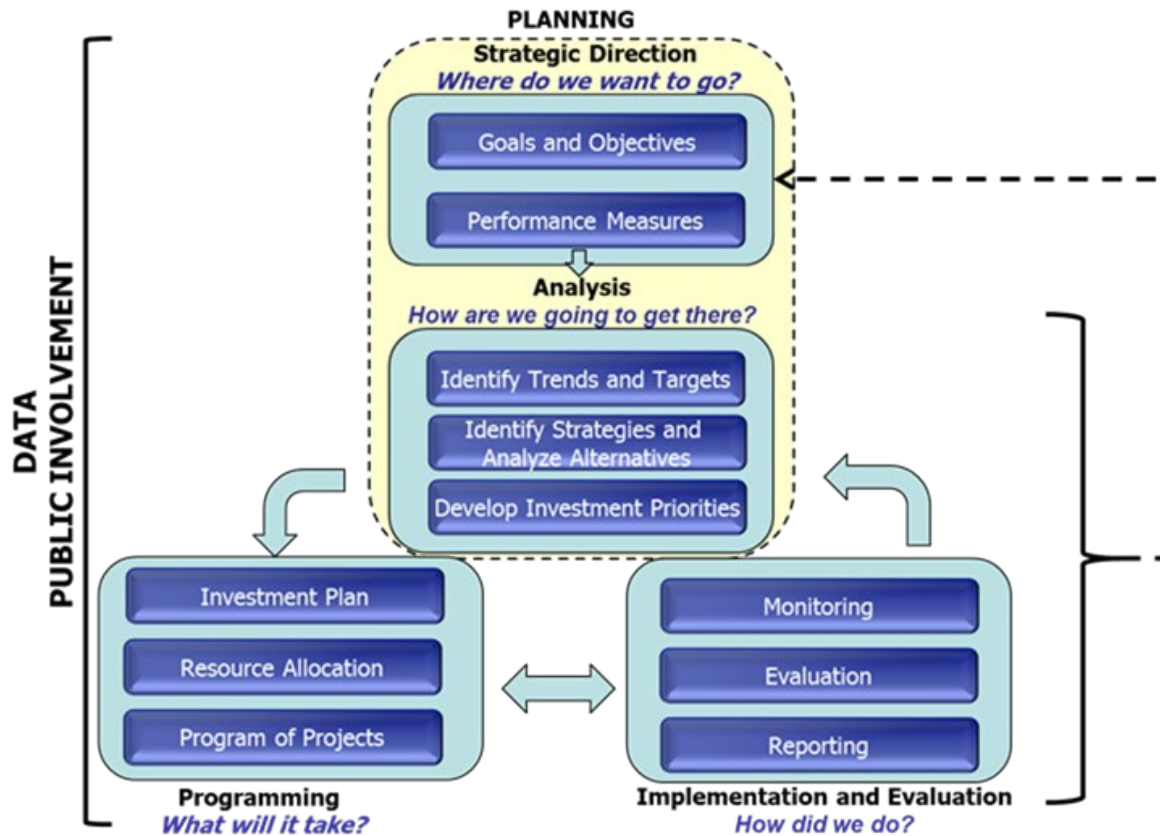 PLANNING
Strategic Direction
Where do we want to go?
Goals and Objectives
Performance Measures
Analysis
How are we going to get there?
Identify Trends and Targets
Identify Strategies and
Analyze Alternatives
Develop Investment Priorities
DATA
PUBLIC INVOLVEMENT
Investment Plan
Resource Allocation
Program of Projects
Programming
What will it take?
Monitoring
Evaluation
Reporting
Implementation and Evaluation
How did we do?